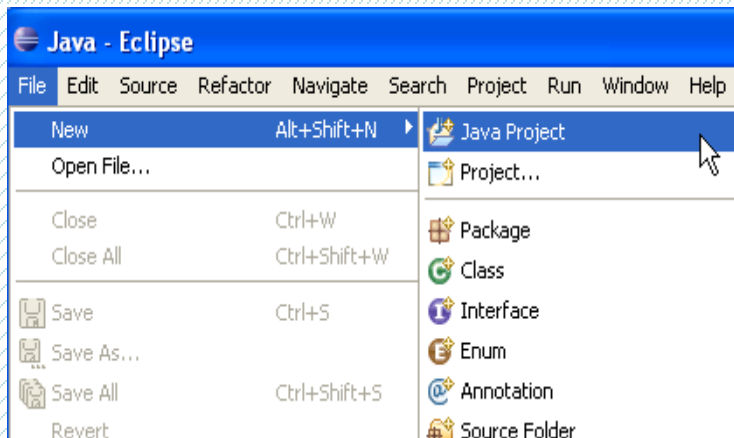 Java - Eclipse
File Edit Source Refactor Navigate Search Project Run Window Help
New Alt+Shift+N
Open File...
Close Ctrl+W
Close All Ctrl+Shift+W
Save Ctrl+S
Save As...
Save All Ctrl+Shift+S
Revert
Java Project
Project...
Package
Class
Interface
Enum
Annotation
Source Folder